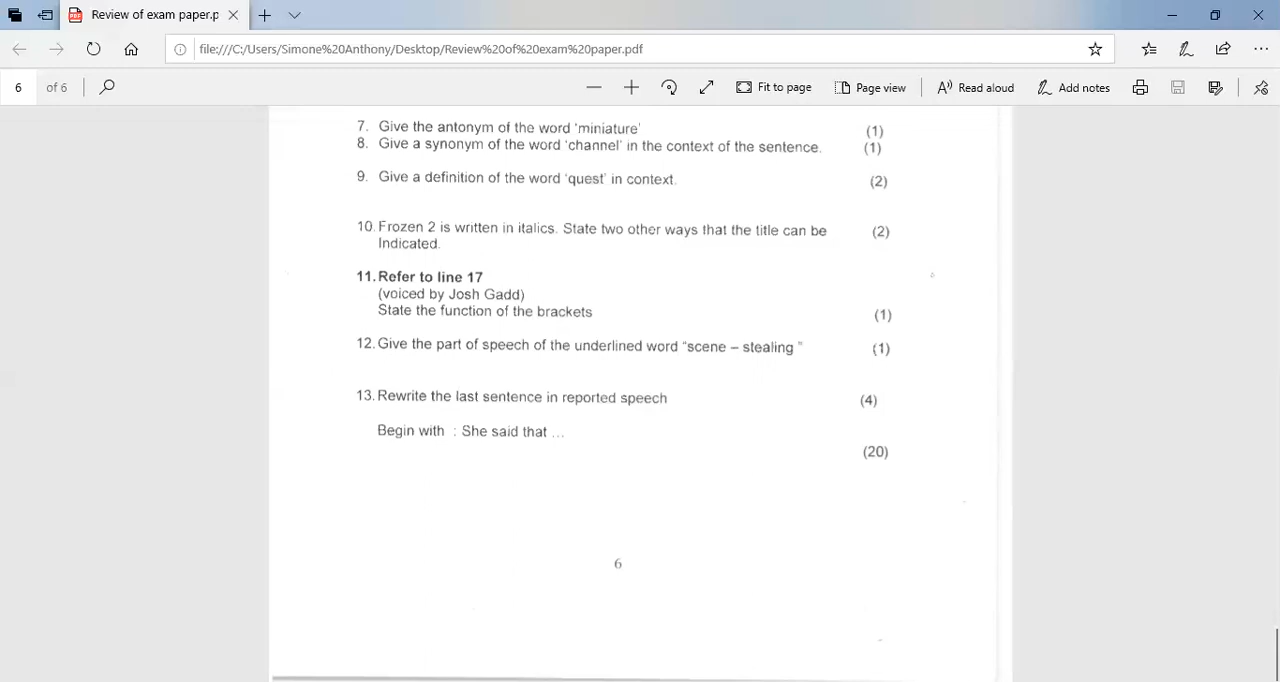 Review of exam paper.p
file:///C:/Users/Simone%20Anthony/Desktop/Review%20of%20exam%20paper.pdf
6 of 6 Fit to page Page view Read aloud Add notes
7. Give the antonym of the word 'miniature' (1)
8. Give a synonym of the word 'channel' in the context of the sentence. (1)
9. Give a definition of the word 'quest' in context. (2)
10. Frozen 2 is written in italics. State two other ways that the title can be (2)
Indicated.
11. Refer to line 17
(voiced by Josh Gadd)
State the function of the brackets (1)
12. Give the part of speech of the underlined word "scene – stealing " (1)
13. Rewrite the last sentence in reported speech (4)
Begin with : She said that ...
(20)
6